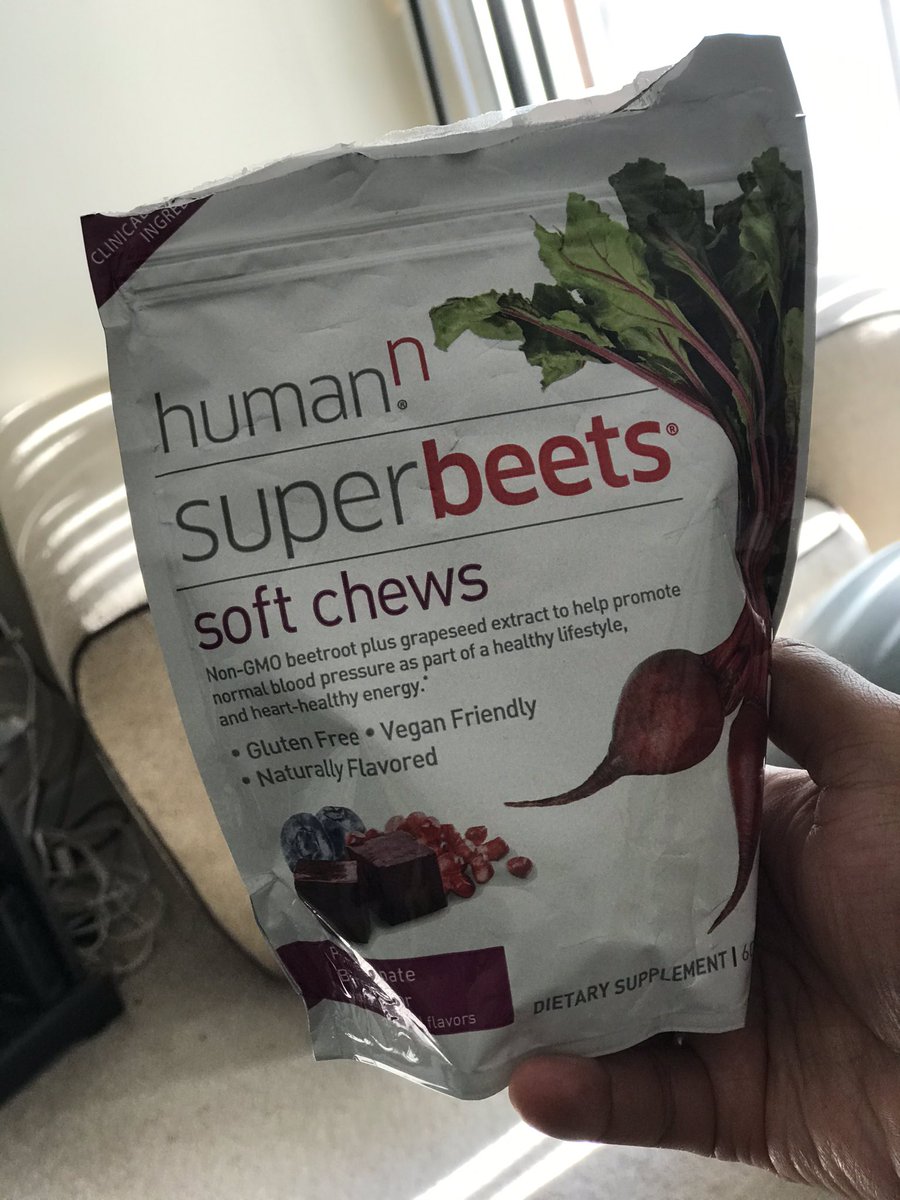 CLINICAL
humann®
superbeets®
soft chews
Non-GMO beetroot plus grapeseed extract to help promote
normal blood pressure as part of a healthy lifestyle,
and heart-healthy energy.*
• Gluten Free • Vegan Friendly
• Naturally Flavored
flavors
DIETARY SUPPLEMENT |